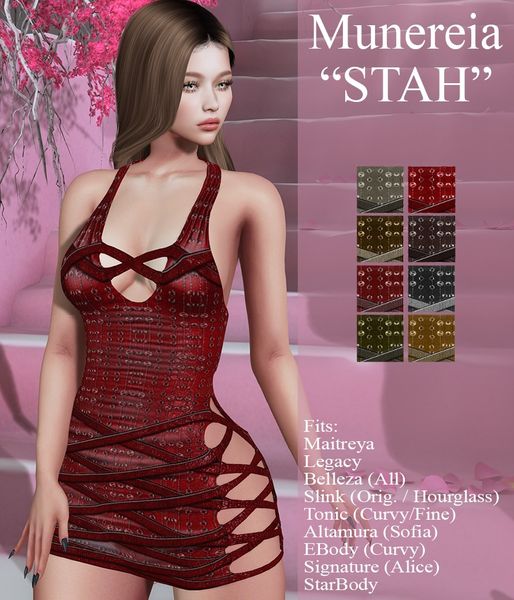 Munereia
“STAH”
Fits:
Maitreya
Legacy
Belleza (All)
Slink (Orig. / Hourglass)
Tonic (Curvy/Fine)
Altamura (Sofia)
EBody (Curvy)
Signature (Alice)
StarBody